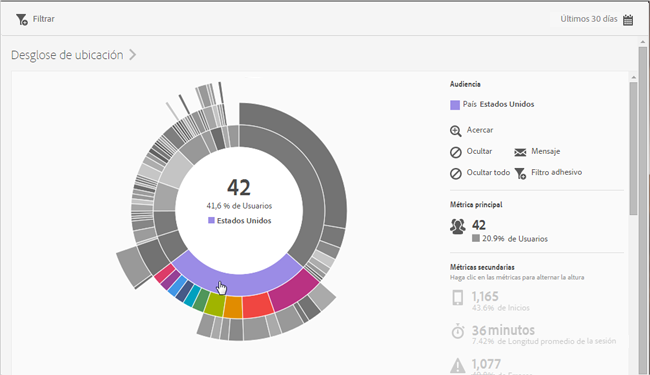 Filtrar
Últimos 30 días
Desglose de ubicación
42
41,6 % de Usuarios
Estados Unidos
Audiencia
País Estados Unidos
Acercar
Ocultar Mensaje
Ocultar todo Filtro adhesivo
Métrica principal
42
20.9% de Usuarios
Métricas secundarias
Haga clic en las métricas para alternar la altura
1,165
43.6% de Inicios
36 minutos
7.42% de Longitud promedio de la sesión
1,077